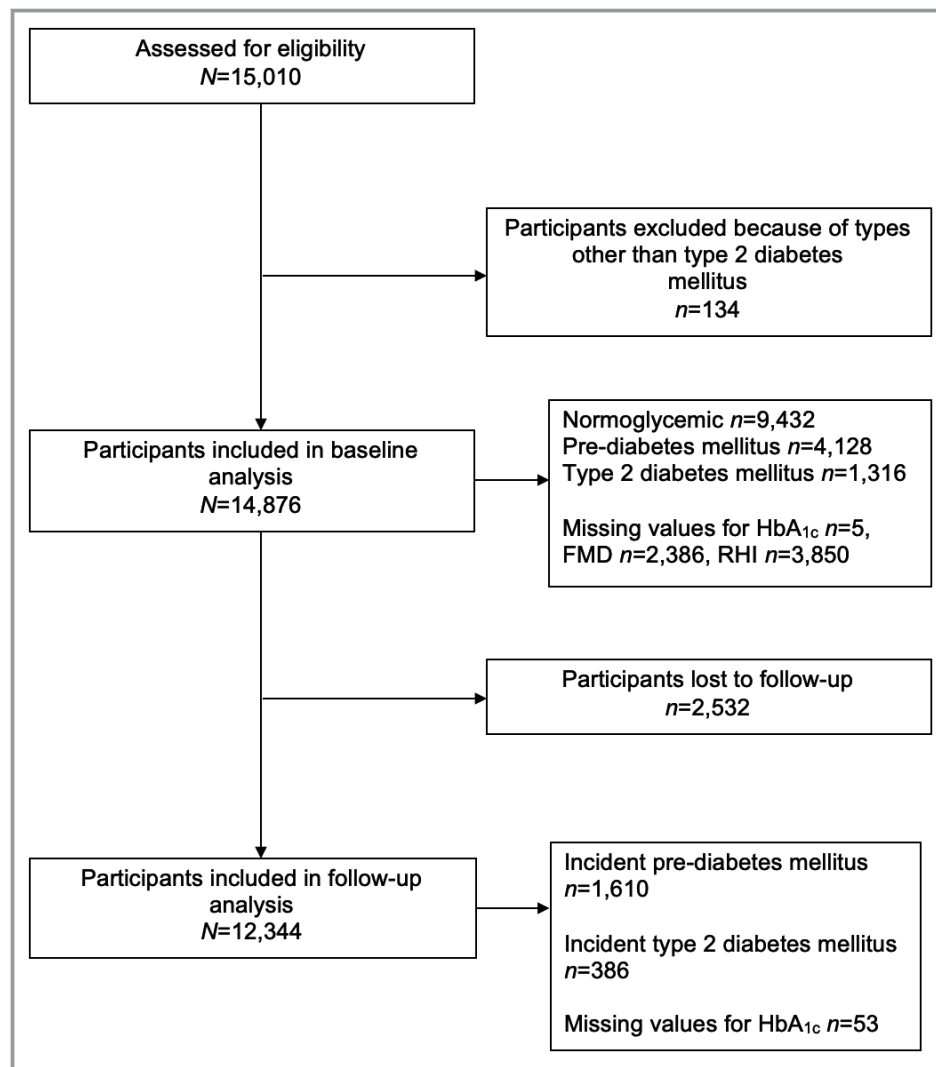 Assessed for eligibility
N=15,010
Participants excluded because of types
other than type 2 diabetes
mellitus
n=134
Participants included in baseline
analysis
N=14,876
Normoglycemic n=9,432
Pre-diabetes mellitus n=4,128
Type 2 diabetes mellitus n=1,316
Missing values for HbA1c n=5,
FMD n=2,386, RHI n=3,850
Participants lost to follow-up
n=2,532
Participants included in follow-up
analysis
N=12,344
Incident pre-diabetes mellitus
n=1,610
Incident type 2 diabetes mellitus
n=386
Missing values for HbA1c n=53